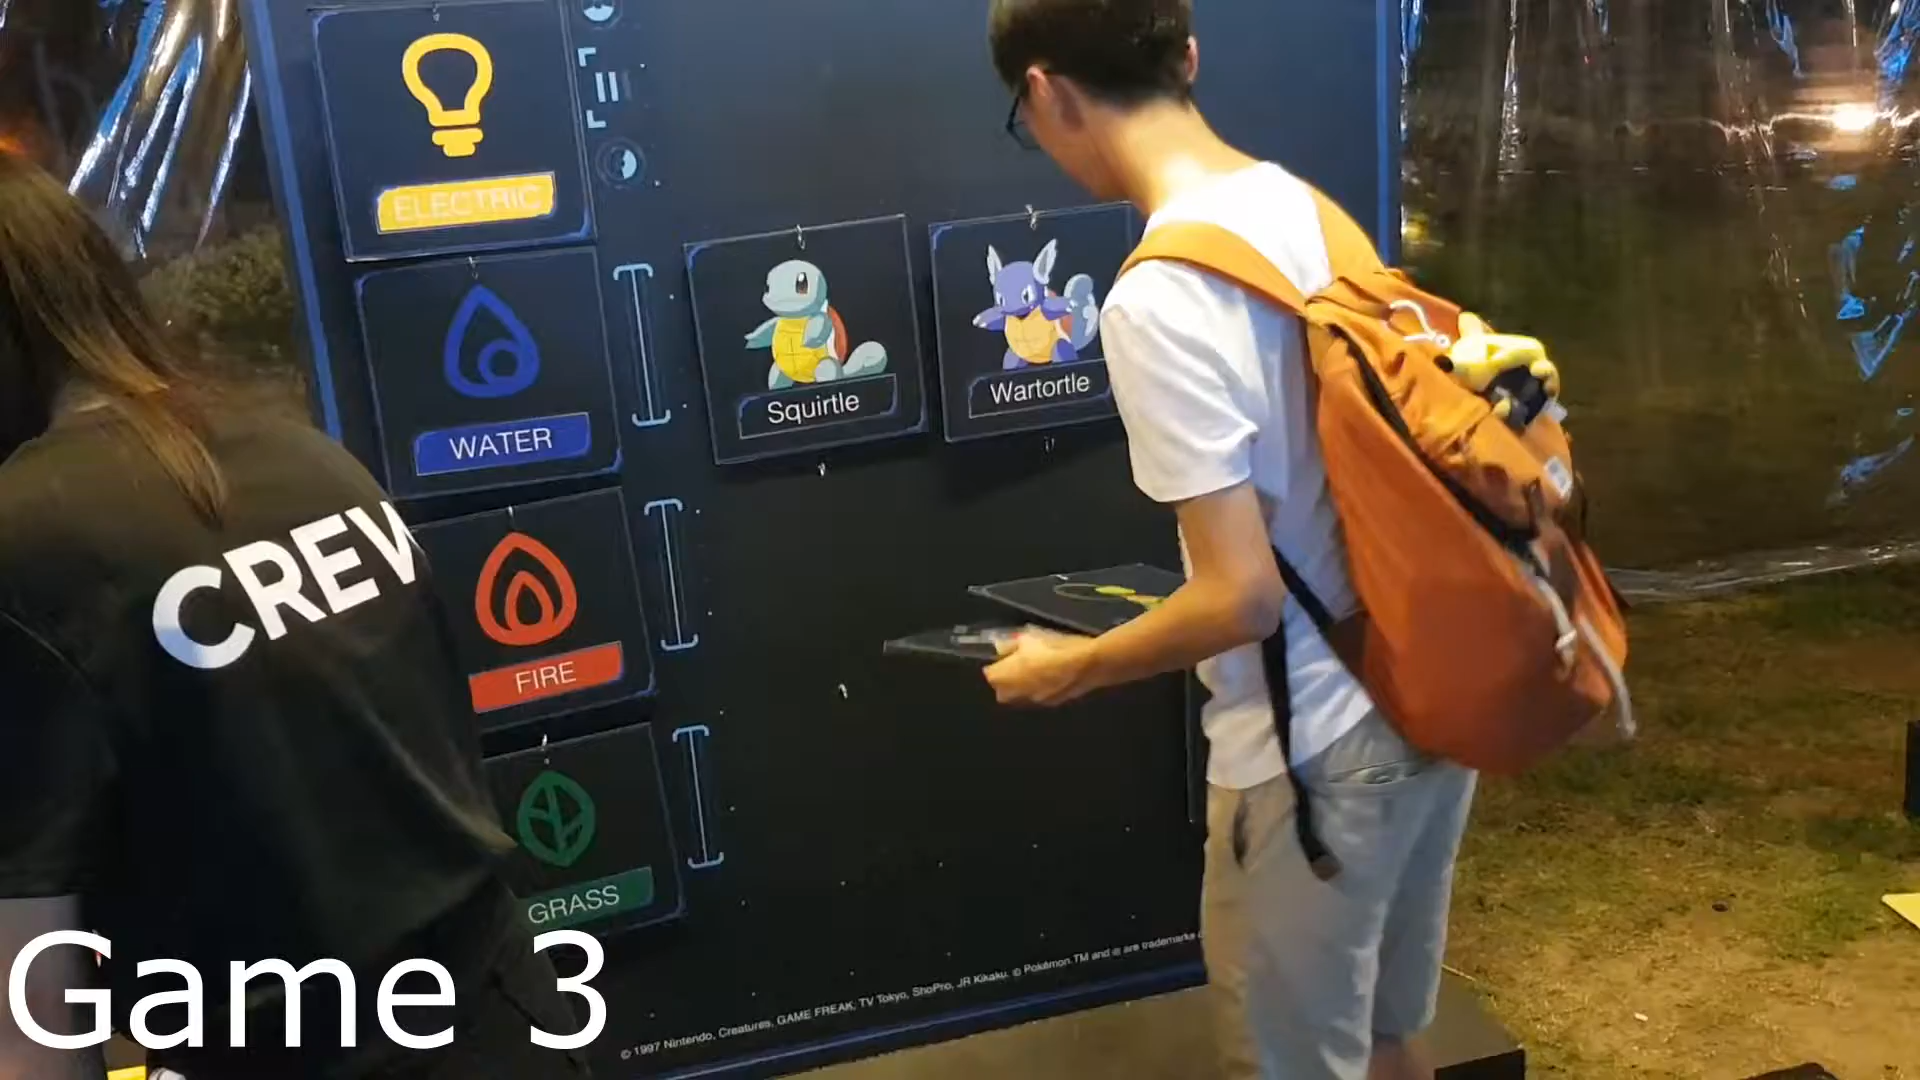 ELECTRIC
WATER
FIRE
GRASS
Squirtle
Wartortle
CREW
© 1997 Nintendo, Creatures, GAME FREAK, TV Tokyo, ShoPro, JR Kikaku. © Pokémon. TM and ® are trademarks
Game 3